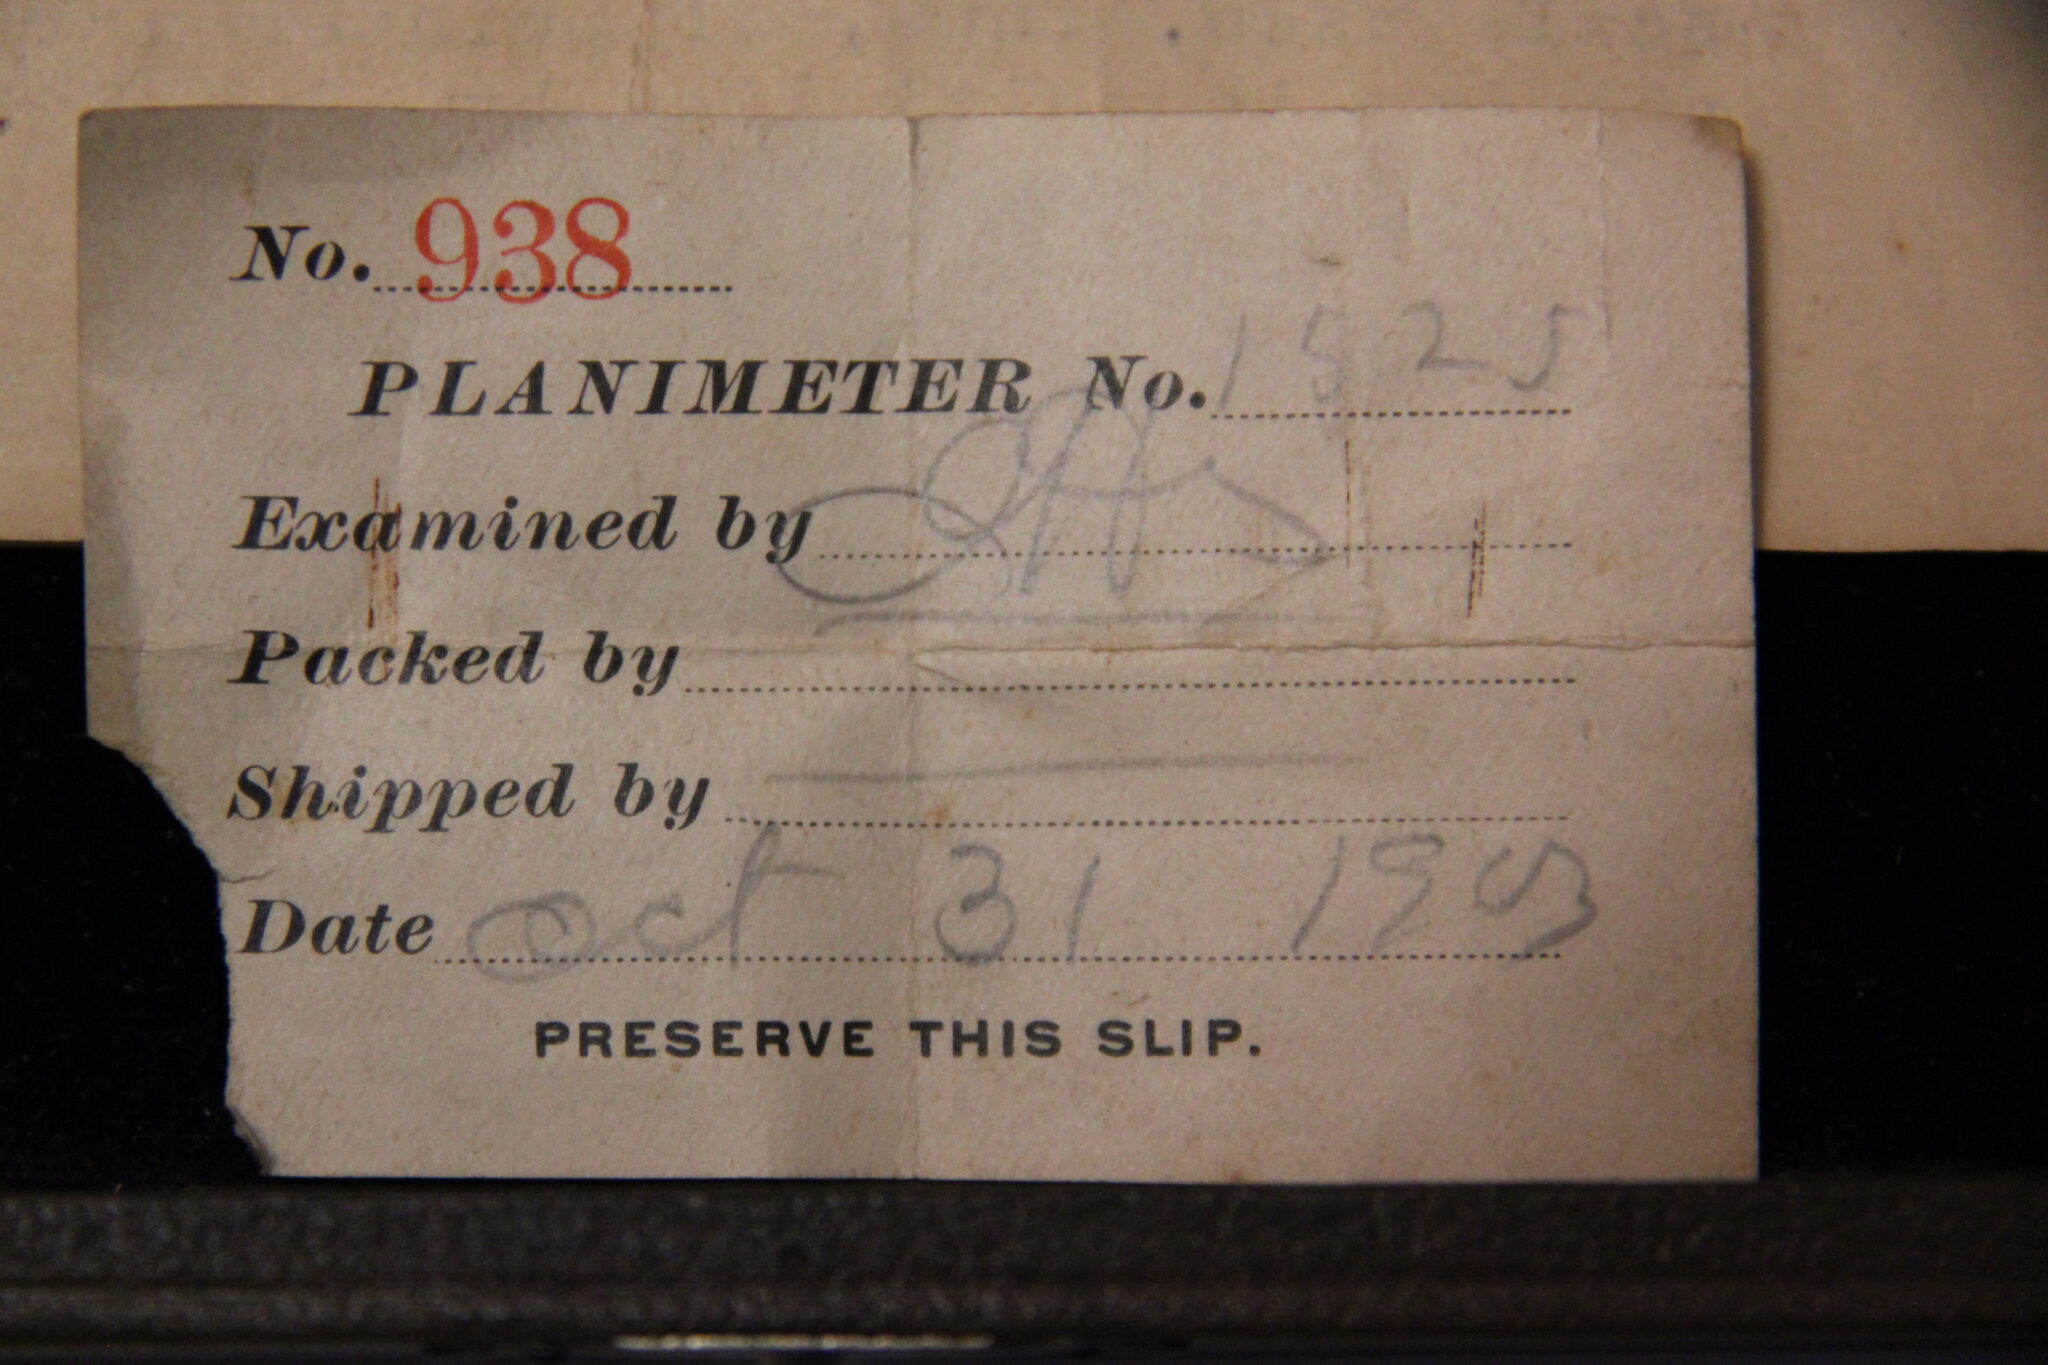 No. 938
PLANIMETER No. 1525
Examined by
Packed by
Shipped by
Date Oct 31 1903
PRESERVE THIS SLIP.